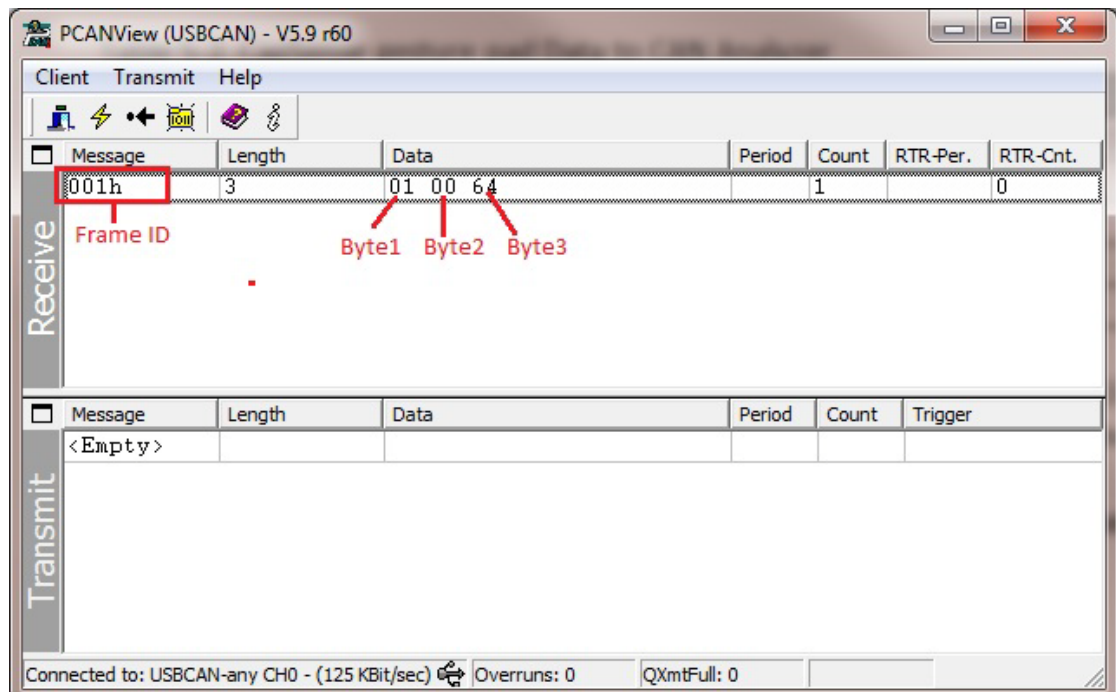 PCANView (USBCAN) - V5.9 r60
Client Transmit Help
Message Length Data Period Count RTR-Per. RTR-Cnt.
001h 3 01 00 64 1 0
Frame ID
Byte1 Byte2 Byte3
Receive
Message Length Data Period Count Trigger
<Empty>
Transmit
Connected to: USBCAN-any CH0 - (125 KBit/sec) Overruns: 0 QXmtFull: 0